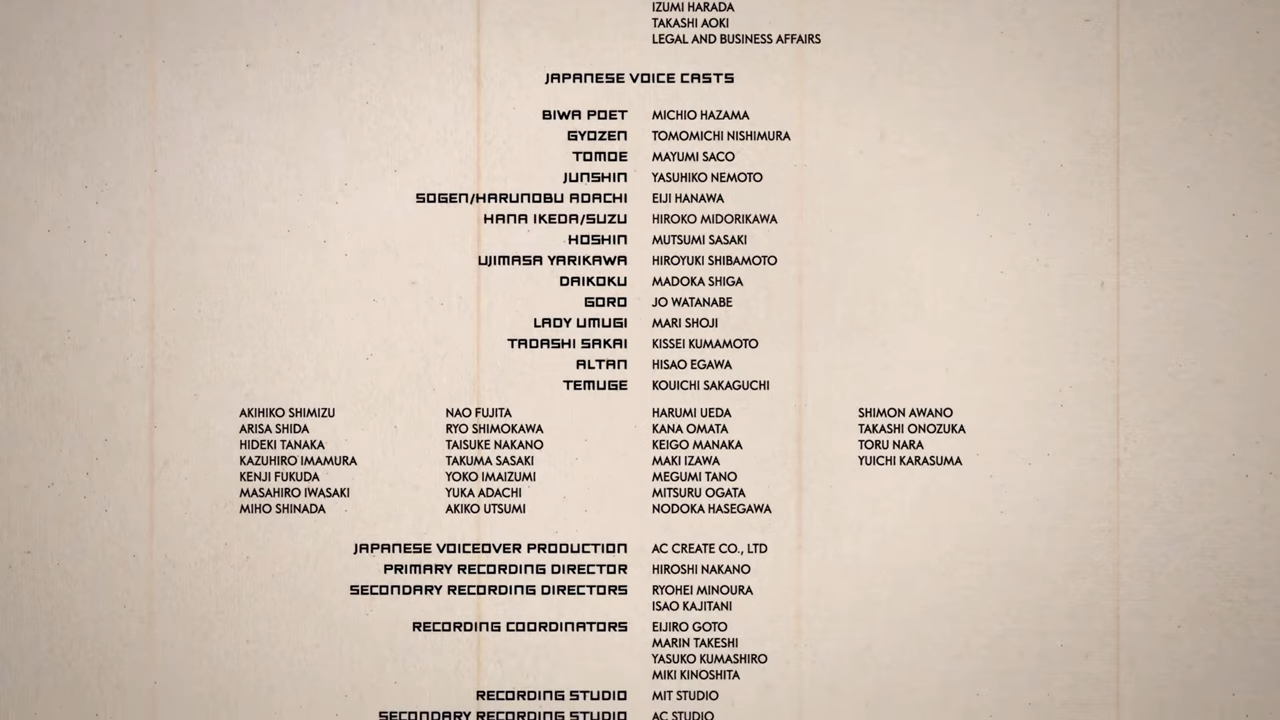 IZUMI HARADA
TAKASHI AOKI
LEGAL AND BUSINESS AFFAIRS
JAPANESE VOICE CASTS
BIWA POET MICHIO HAZAMA
GYOZEN TOMOMICHI NISHIMURA
TOMOE MAYUMI SACO
JUNSHIN YASUHIKO NEMOTO
SOGEN/HARUNOBU ADACHI EIJI HANAWA
HANA IKEDA/SUZU HIROKO MIDORIKAWA
HOSHIN MUTSUMI SASAKI
UJIMASA YARIKAWA HIROYUKI SHIBAMOTO
DAIKOKU MADOKA SHIGA
GORO JO WATANABE
LADY UMUGI MARI SHOJI
TADASHI SAKAI KISSEI KUMAMOTO
ALTAN HISAO EGAWA
TEMUGE KOUICHI SAKAGUCHI
AKIHIKO SHIMIZU NAO FUJITA HARUMI UEDA SHIMON AWANO
ARISA SHIDA RYO SHIMOKAWA KANA OMATA TAKASHI ONOZUKA
HIDEKI TANAKA TAISUKE NAKANO KEIGO MANAKA TORU NARA
KAZUHIRO IMAMURA TAKUMA SASAKI MAKI IZAWA YUICHI KARASUMA
KENJI FUKUDA YOKO IMAIZUMI MEGUMI TANO
MASAHIRO IWASAKI YUKA ADACHI MITSURU OGATA
MIHO SHINADA AKIKO UTSUMI NODOKA HASEGAWA
JAPANESE VOICEOVER PRODUCTION AC CREATE CO., LTD
PRIMARY RECORDING DIRECTOR HIROSHI NAKANO
SECONDARY RECORDING DIRECTORS RYOHEI MINOURA
ISAO KAJITANI
RECORDING COORDINATORS EIJIRO GOTO
MARIN TAKESHI
YASUKO KUMASHIRO
MIKI KINOSHITA
RECORDING STUDIO MIT STUDIO
SECONDARY RECORDING STUDIO AC STUDIO